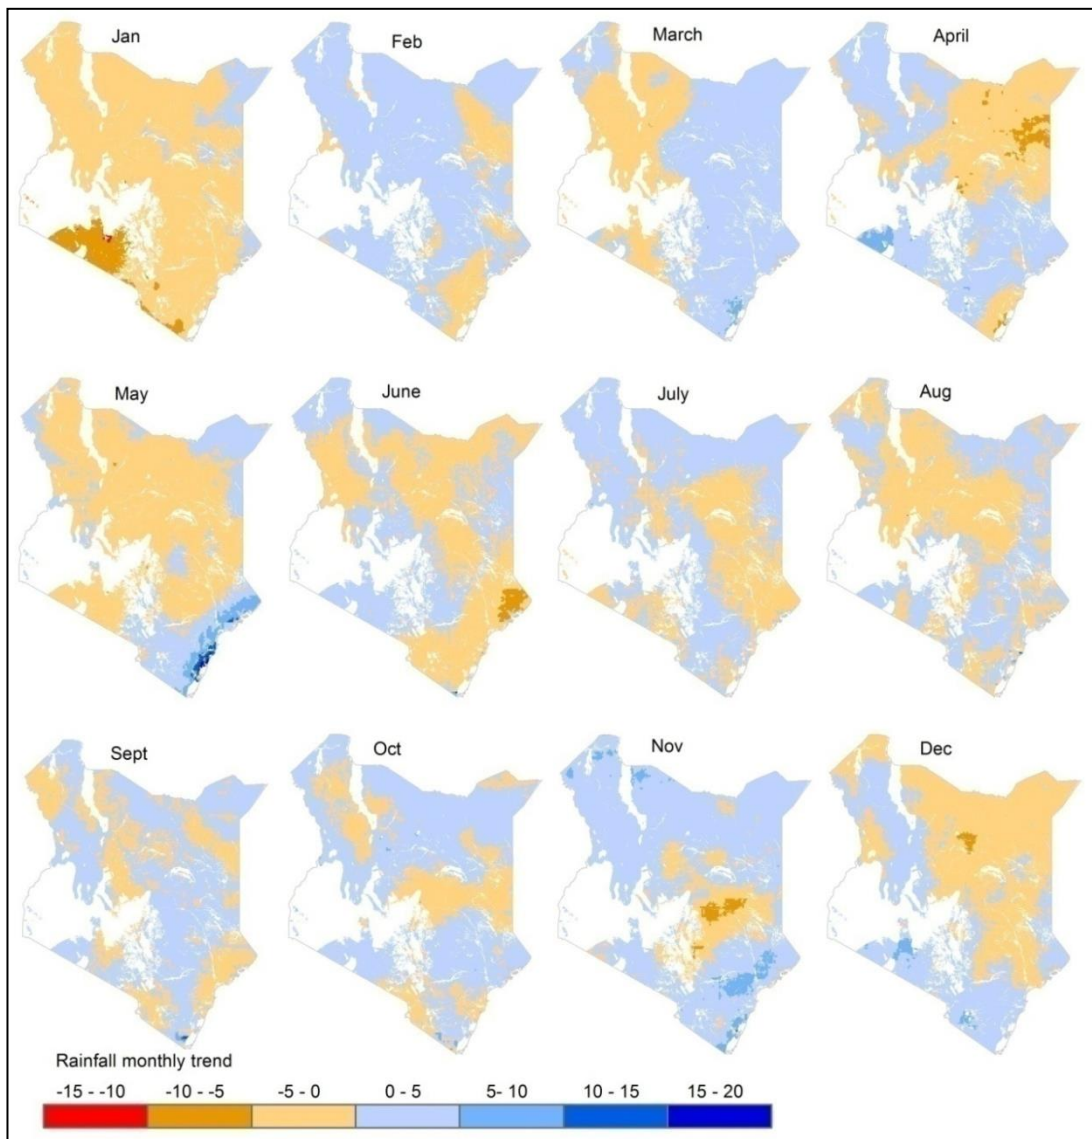 Jan Feb March April
May June July Aug
Sept Oct Nov Dec
Rainfall monthly trend
-15 - -10 -10 - -5 -5 - 0 0 - 5 5- 10 10 - 15 15 - 20